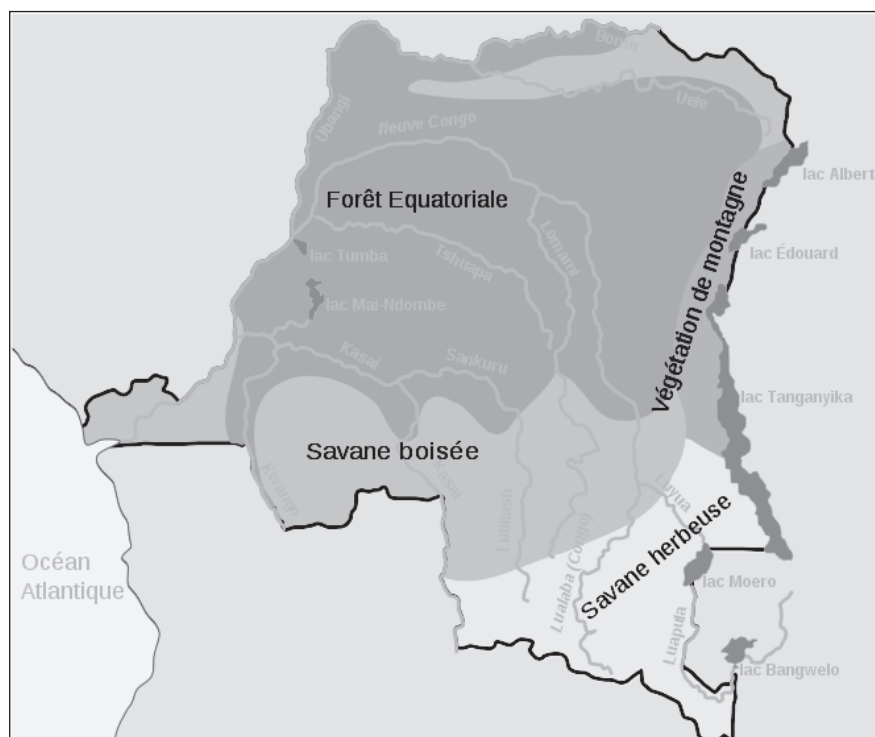 Bomu
Uele
Ubangi
fleuve Congo
lac Albert
Forêt Equatoriale
Végétation de montagne
Lomami
lac Édouard
lac Tumba
Tshuapa
lac Mai-Ndombe
Kasai
Sankuru
lac Tanganyika
Savane boisée
Kwango
Kasai
Lubilash
Lualaba (Congo)
Luvua
Savane herbeuse
Océan
Atlantique
lac Moero
Luapula
lac Bangwelo